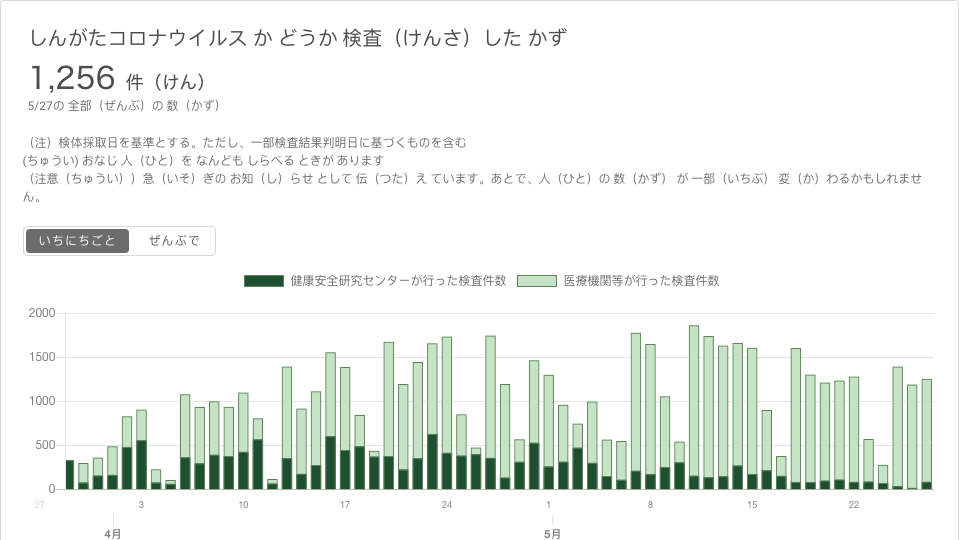 しんがたコロナウイルス か どうか 検査（けんさ）した かず
1,256 件（けん）
5/27の 全部（ぜんぶ）の 数（かず）
（注）検体採取日を基準とする。ただし、一部検査結果判明日に基づくものを含む
(ちゅうい) おなじ 人（ひと）を なんども しらべる ときが あります
（注意（ちゅうい））急（いそ）ぎの お知（し）らせ として 伝（つた）え ています。あとで、人（ひと）の 数（かず） が 一部（いちぶ） 変（か）わるかもしれませ
ん。
いちにちごと ぜんぶで
健康安全研究センターが行った検査件数 医療機関等が行った検査件数
2000
1500
1000
500
0
27 3 10 17 24 1 8 15 22
4月 5月